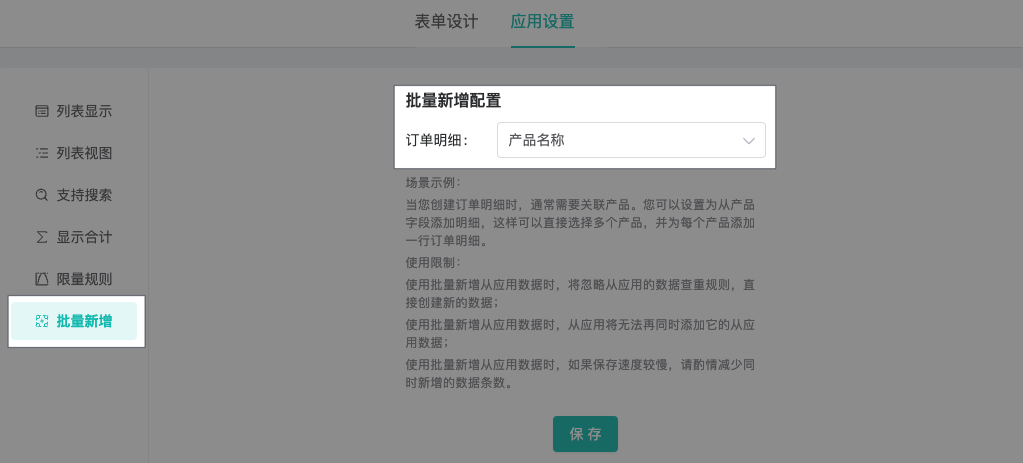 表单设计 应用设置
列表显示
列表视图
支持搜索
显示合计
限量规则
批量新增
批量新增配置
订单明细： 产品名称
场景示例：
当您创建订单明细时，通常需要关联产品。您可以设置为从产品
字段添加明细，这样可以直接选择多个产品，并为每个产品添加
一行订单明细。
使用限制：
使用批量新增从应用数据时，将忽略从应用的数据查重规则，直
接创建新的数据；
使用批量新增从应用数据时，从应用将无法再同时添加它的从应
用数据；
使用批量新增从应用数据时，如果保存速度较慢，请酌情减少同
时新增的数据条数。
保 存